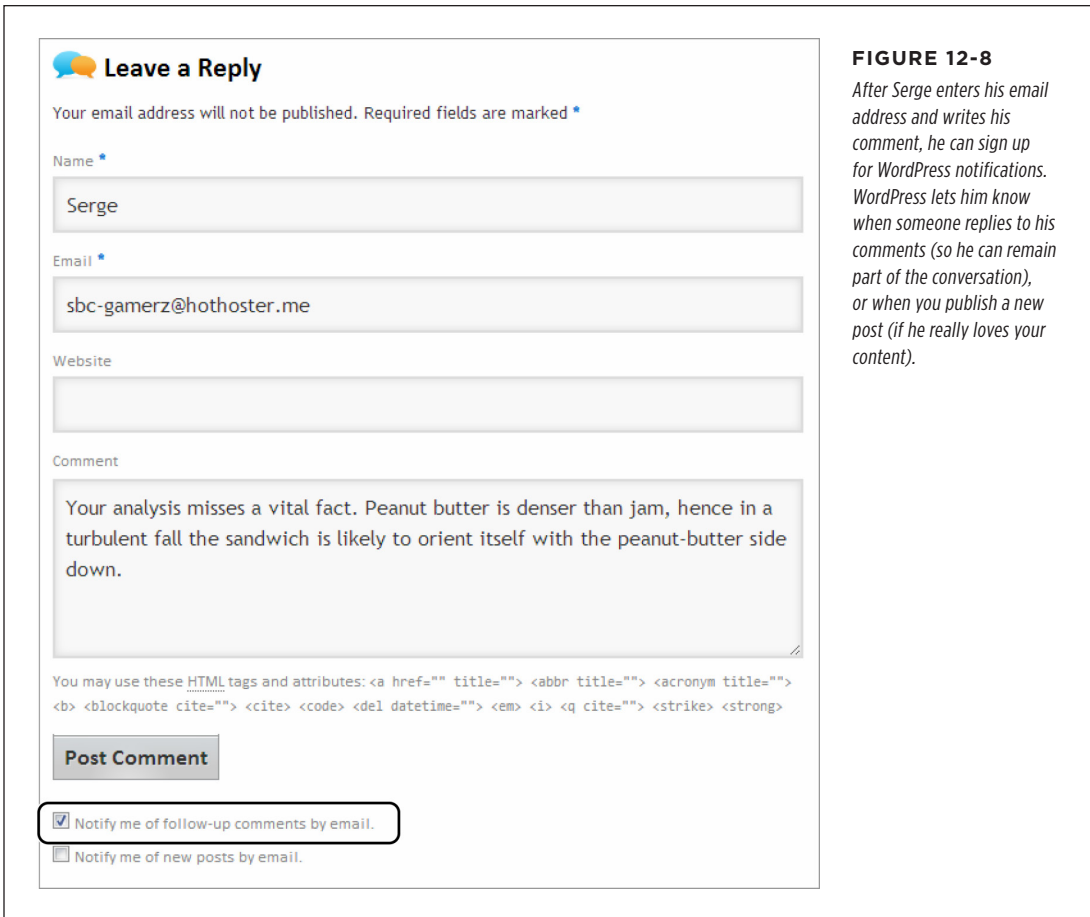 Leave a Reply
Your email address will not be published. Required fields are marked *
Name *
Serge
Email *
sbc-gamerz@hothoster.me
Website
Comment
Your analysis misses a vital fact. Peanut butter is denser than jam, hence in a
turbulent fall the sandwich is likely to orient itself with the peanut-butter side
down.
You may use these HTML tags and attributes: <a href="" title=""> <abbr title=""> <acronym title="">
<b> <blockquote cite=""> <cite> <code> <del datetime=""> <em> <i> <q cite=""> <strike> <strong>
Post Comment
Notify me of follow-up comments by email.
Notify me of new posts by email.
FIGURE 12-8
After Serge enters his email
address and writes his
comment, he can sign up
for WordPress notifications.
WordPress lets him know
when someone replies to his
comments (so he can remain
part of the conversation),
or when you publish a new
post (if he really loves your
content).